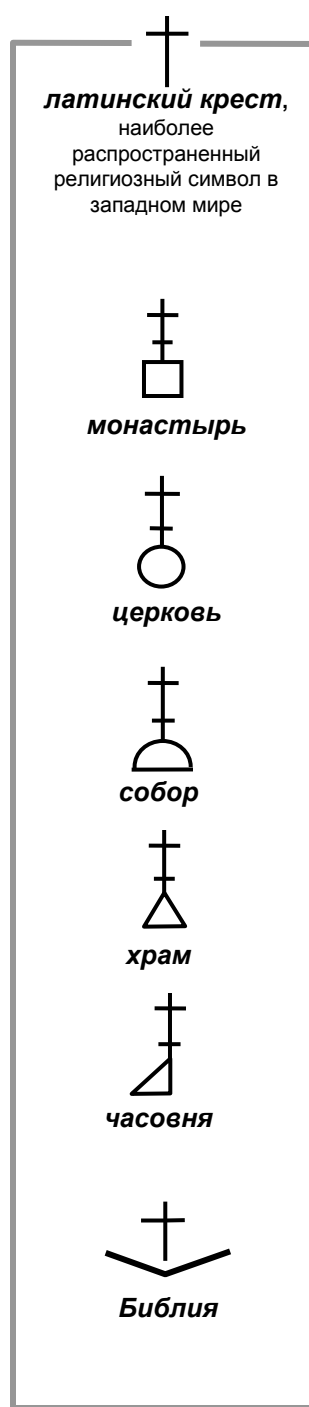 латинский крест,
наиболее
распространенный
религиозный символ в
западном мире
монастырь
церковь
собор
храм
часовня
Библия